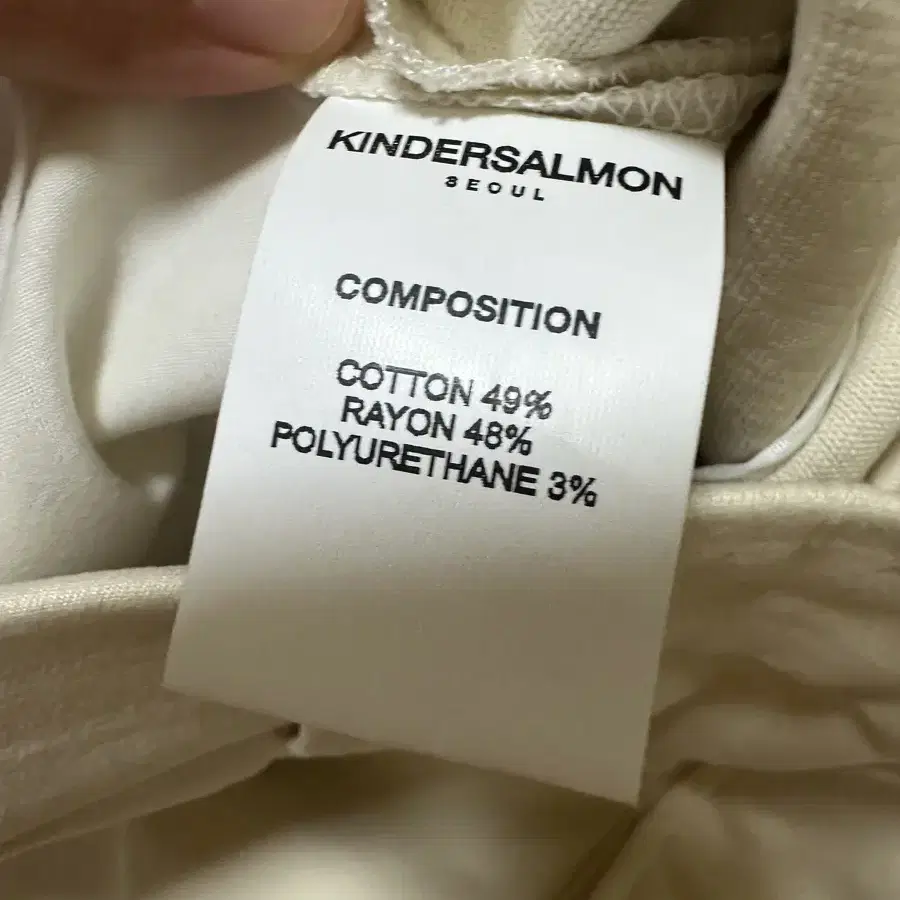 KINDERSALMON
SEOUL
COMPOSITION
COTTON 49%
RAYON 48%
POLYURETHANE 3%